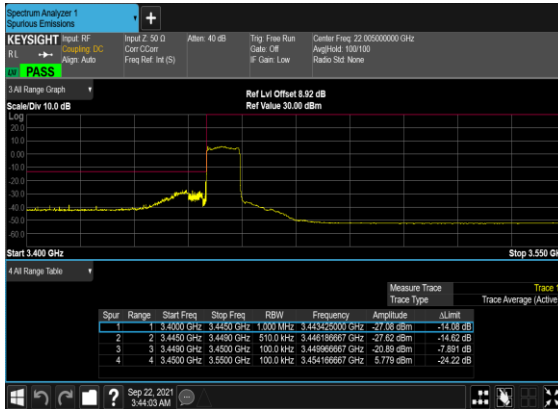 Spectrum Analyzer 1
Spurious Emissions
+
KEYSIGHT Input: RF Input Z: 50 Ω Atten: 40 dB Trig: Free Run Center Freq: 22.005000000 GHz
RL Coupling: DC Corr CCorr Gate: Off Avg|Hold: 100/100
Align: Auto Freq Ref: Int (S) IF Gain: Low Radio Std: None
PASS
3 All Range Graph
Ref Lvl Offset 8.92 dB
Scale/Div 10.0 dB Ref Value 30.00 dBm
Log
20.0
10.0
0.00
-10.0
-20.0
-30.0
-40.0
-50.0
-60.0
Start 3.400 GHz Stop 3.550 GH
4 All Range Table
Measure Trace Trace 1
Trace Type Trace Average (Active
Spur Range Start Freq Stop Freq RBW Frequency Amplitude ΔLimit
1 1 3.4000 GHz 3.4450 GHz 1.000 MHz 3.443425000 GHz -27.08 dBm -14.08 dB
2 2 3.4450 GHz 3.4490 GHz 510.0 kHz 3.446186667 GHz -27.62 dBm -14.62 dB
3 3 3.4490 GHz 3.4500 GHz 100.0 kHz 3.449966667 GHz -20.89 dBm -7.891 dB
4 4 3.4500 GHz 3.5500 GHz 100.0 kHz 3.454166667 GHz 5.779 dBm -24.22 dB
? Sep 22, 2021
3:44:03 AM